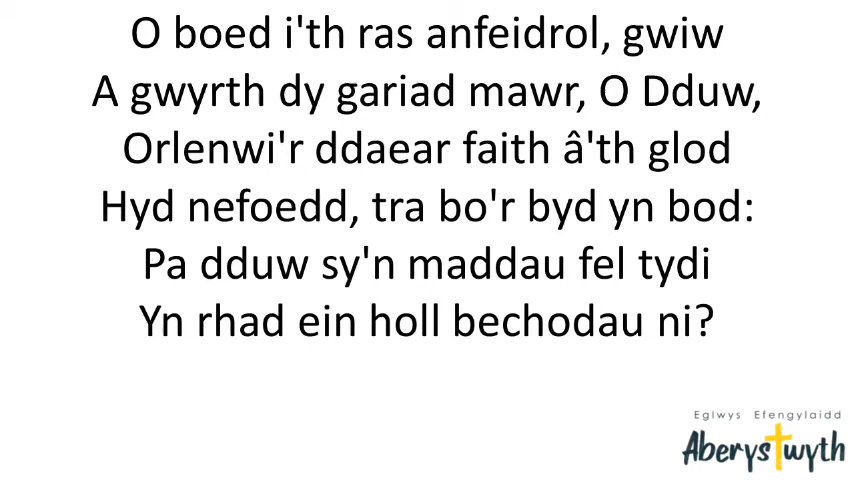 O boed i'th ras anfeidrol, gwiw
A gwyrth dy gariad mawr, O Dduw,
Orlenwi'r ddaear faith â'th glod
Hyd nefoedd, tra bo'r byd yn bod:
Pa dduw sy'n maddau fel tydi
Yn rhad ein holl bechodau ni?
Eglwys Efengylaidd
Aberystwyth